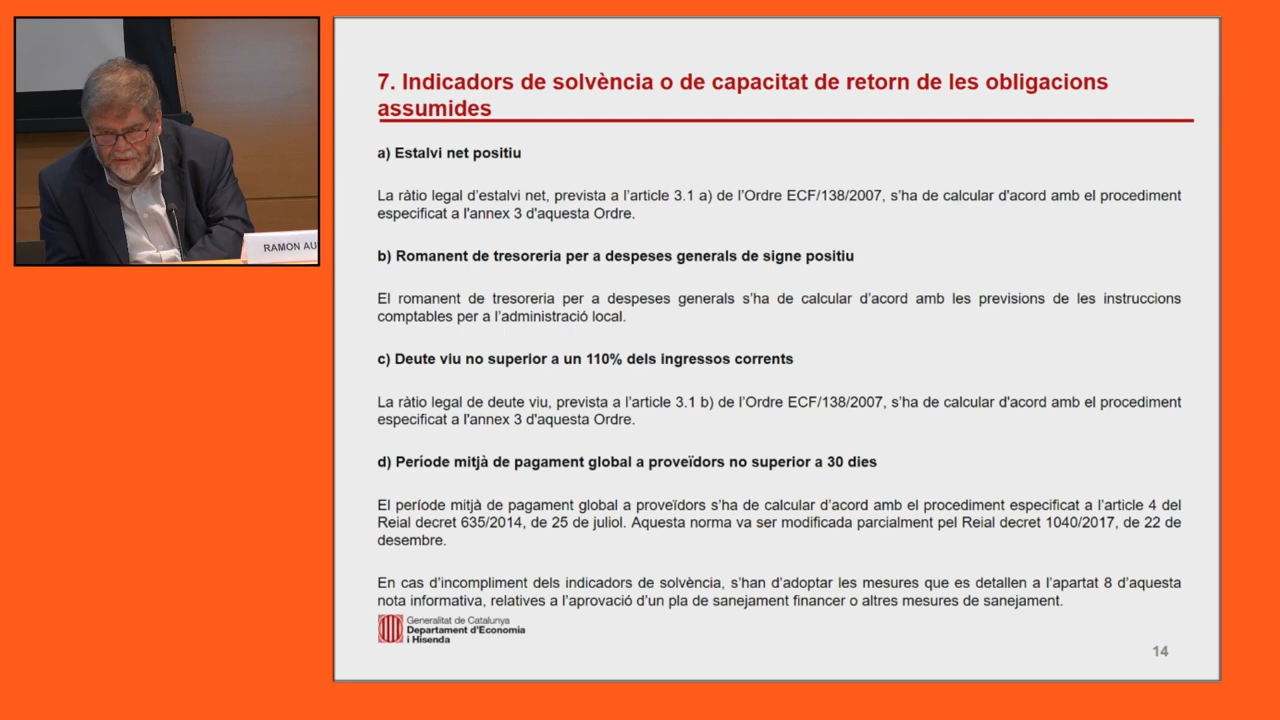 RAMON AU
7. Indicadors de solvència o de capacitat de retorn de les obligacions
assumides
a) Estalvi net positiu
La ràtio legal d’estalvi net, prevista a l’article 3.1 a) de l’Ordre ECF/138/2007, s’ha de calcular d'acord amb el procediment
especificat a l'annex 3 d'aquesta Ordre.
b) Romanent de tresoreria per a despeses generals de signe positiu
El romanent de tresoreria per a despeses generals s’ha de calcular d’acord amb les previsions de les instruccions
comptables per a l’administració local.
c) Deute viu no superior a un 110% dels ingressos corrents
La ràtio legal de deute viu, prevista a l’article 3.1 b) de l’Ordre ECF/138/2007, s’ha de calcular d'acord amb el procediment
especificat a l'annex 3 d'aquesta Ordre.
d) Període mitjà de pagament global a proveïdors no superior a 30 dies
El període mitjà de pagament global a proveïdors s’ha de calcular d’acord amb el procediment especificat a l’article 4 del
Reial decret 635/2014, de 25 de juliol. Aquesta norma va ser modificada parcialment pel Reial decret 1040/2017, de 22 de
desembre.
En cas d’incompliment dels indicadors de solvència, s’han d’adoptar les mesures que es detallen a l’apartat 8 d’aquesta
nota informativa, relatives a l’aprovació d’un pla de sanejament financer o altres mesures de sanejament.
Generalitat de Catalunya
Departament d'Economia
i Hisenda
14